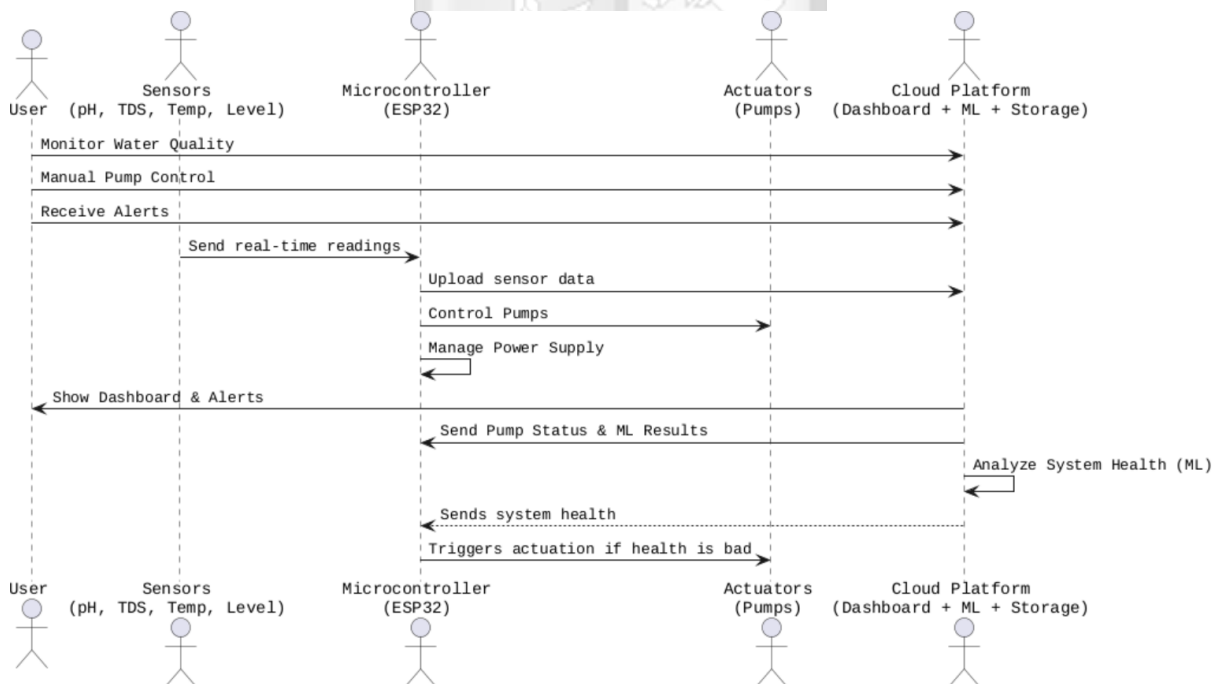 User
Sensors
(pH, TDS, Temp, Level)
Microcontroller
(ESP32)
Actuators
(Pumps)
Cloud Platform
(Dashboard + ML + Storage)
Monitor Water Quality
Manual Pump Control
Receive Alerts
Send real-time readings
Upload sensor data
Control Pumps
Manage Power Supply
Show Dashboard & Alerts
Send Pump Status & ML Results
Analyze System Health (ML)
Sends system health
Triggers actuation if health is bad
User
Sensors
(pH, TDS, Temp, Level)
Microcontroller
(ESP32)
Actuators
(Pumps)
Cloud Platform
(Dashboard + ML + Storage)